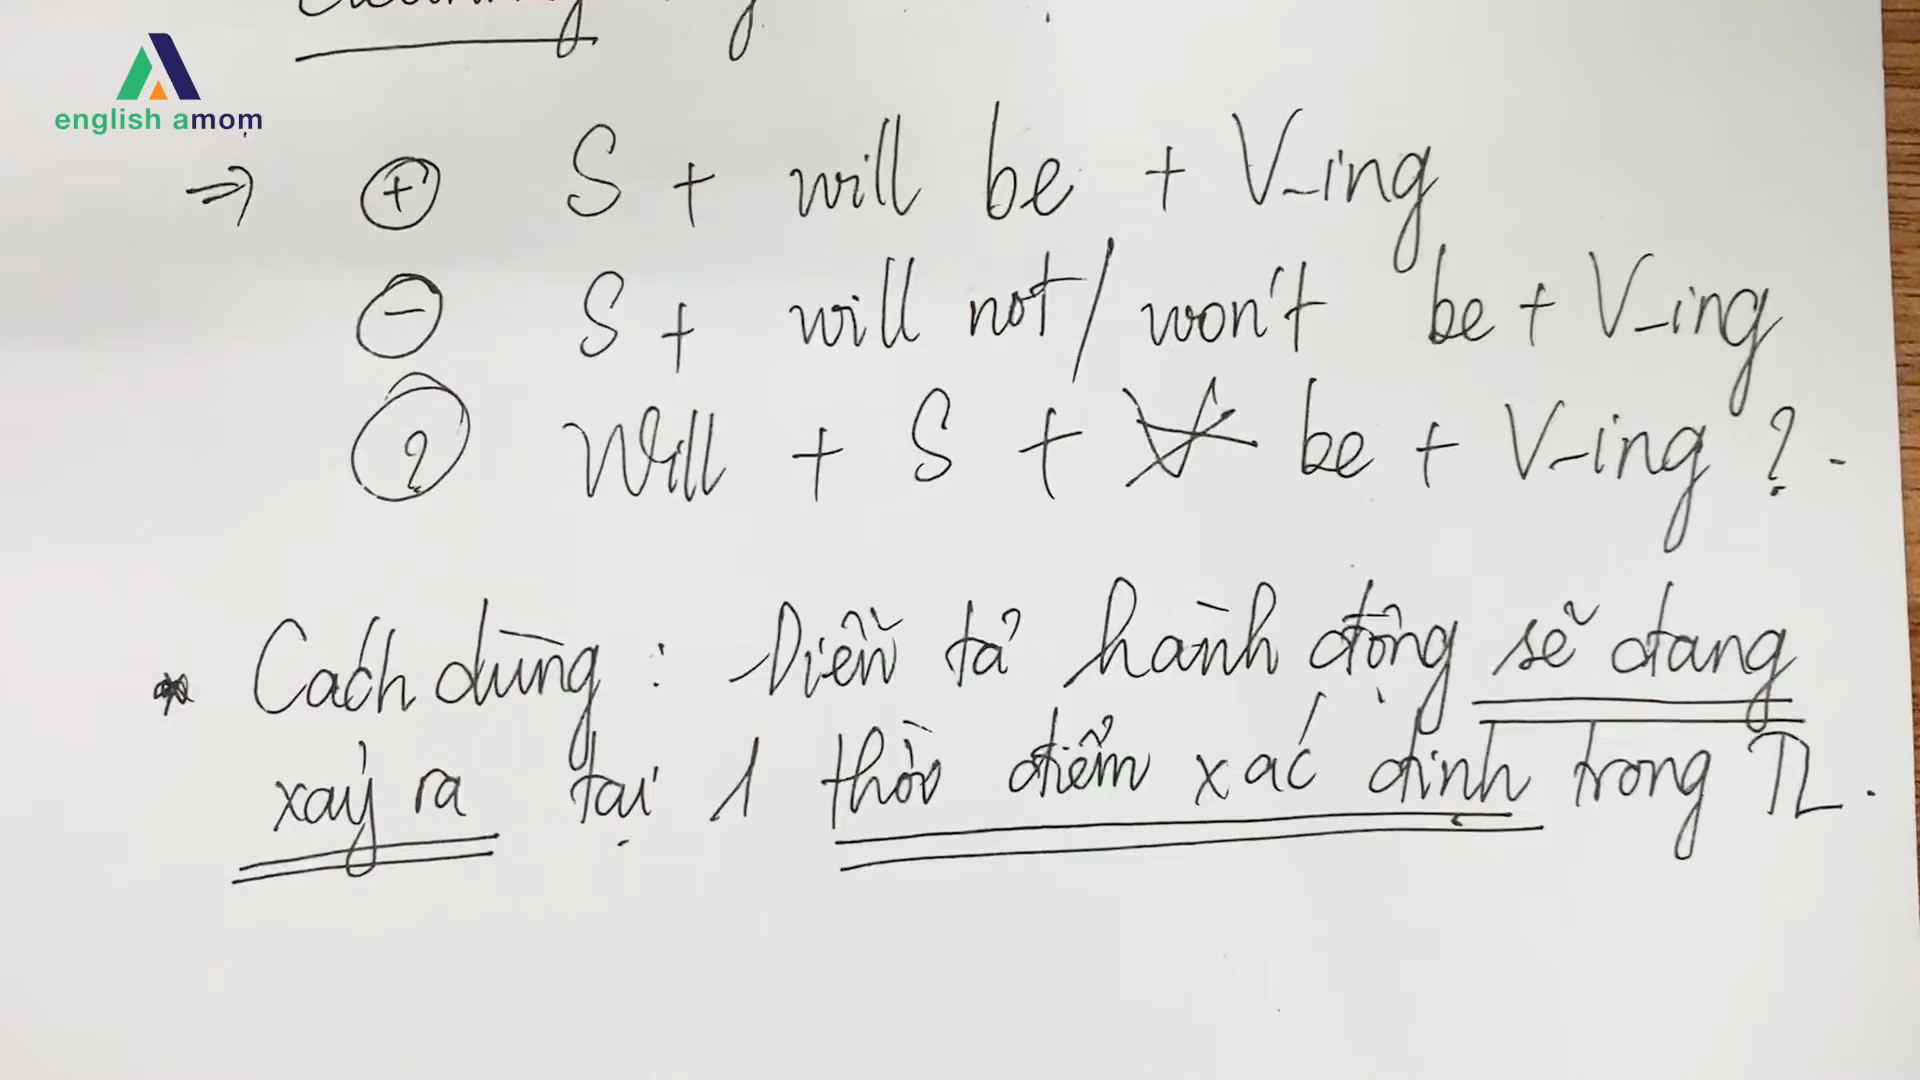 english amom
⇒ (+) S + will be + V-ing
(-) S + will not / won't be + V-ing
(?) Will + S + be + V-ing ?
* Cách dùng : Diễn tả hành động sẽ đang
xảy ra tại 1 thời điểm xác định trong TL.